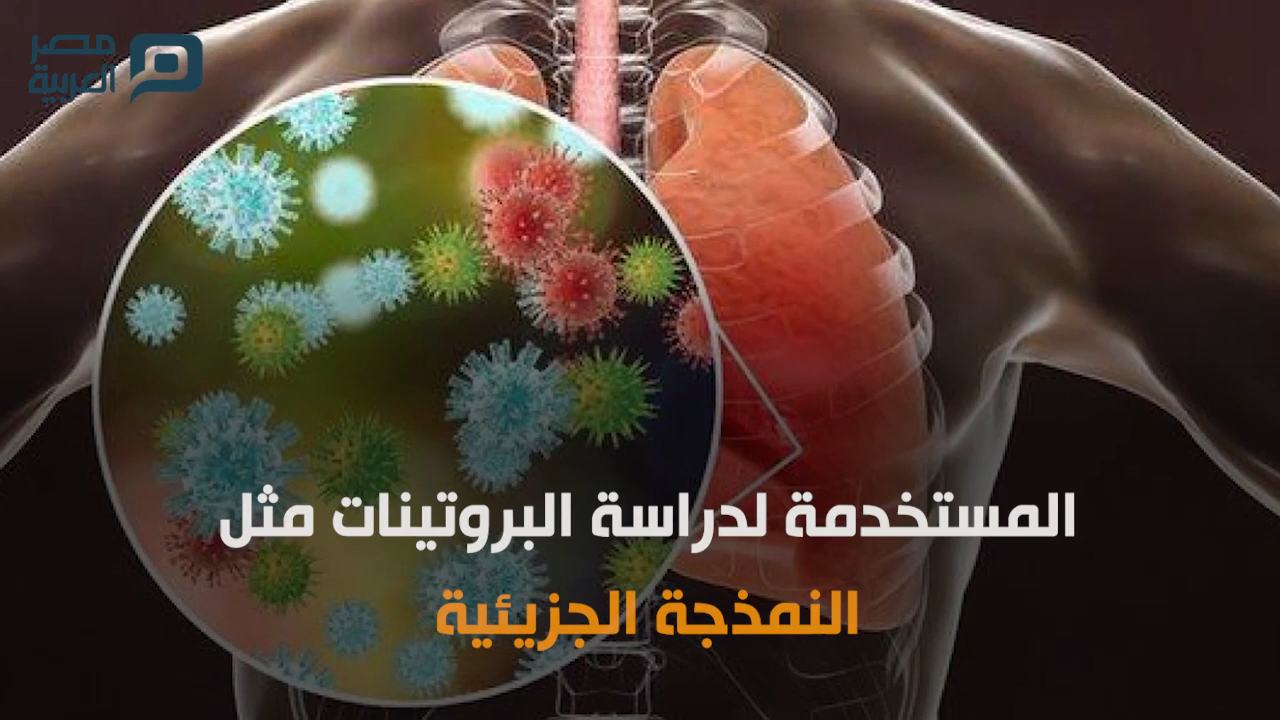 مصر
العربية
المستخدمة لدراسة البروتينات مثل
النمذجة الجزيئية